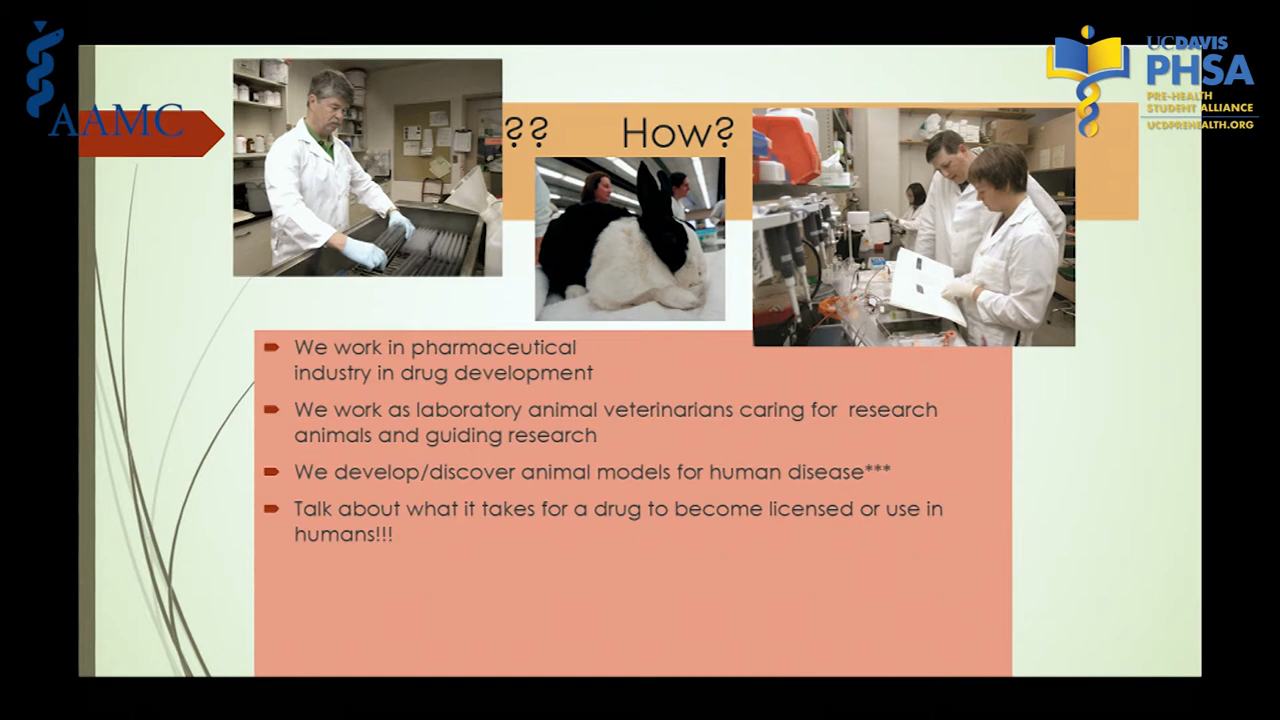 AAMC
UCDAVIS
PHSA
PRE-HEALTH
STUDENT ALLIANCE
UCDPREHEALTH.ORG
?? How?
We work in pharmaceutical
industry in drug development
We work as laboratory animal veterinarians caring for research
animals and guiding research
We develop/discover animal models for human disease***
Talk about what it takes for a drug to become licensed or use in
humans!!!